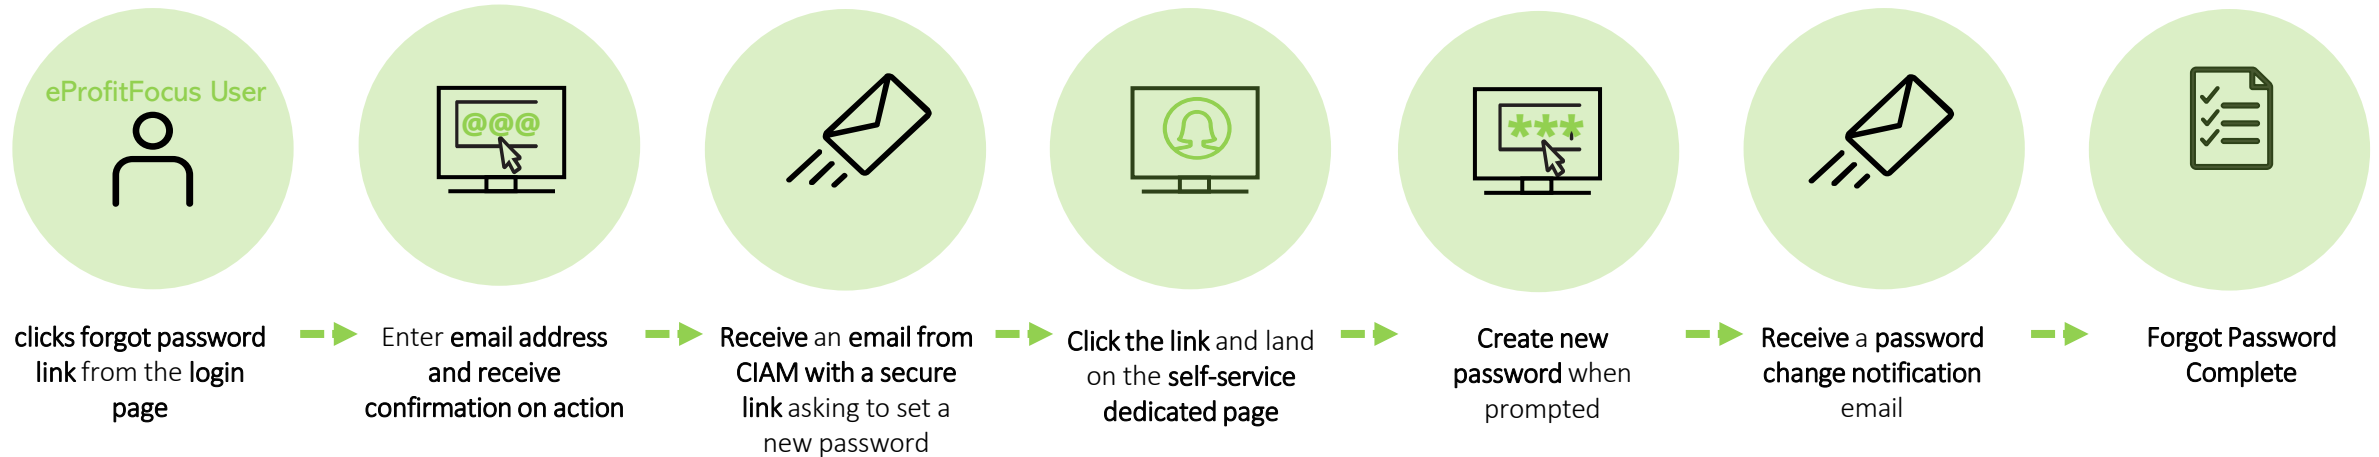 eProfitFocus User
@@@
***
clicks forgot password
link from the login
page
Enter email address
and receive
confirmation on action
Receive an email from
CIAM with a secure
link asking to set a
new password
Click the link and land
on the self-service
dedicated page
Create new
password when
prompted
Receive a password
change notification
email
Forgot Password
Complete